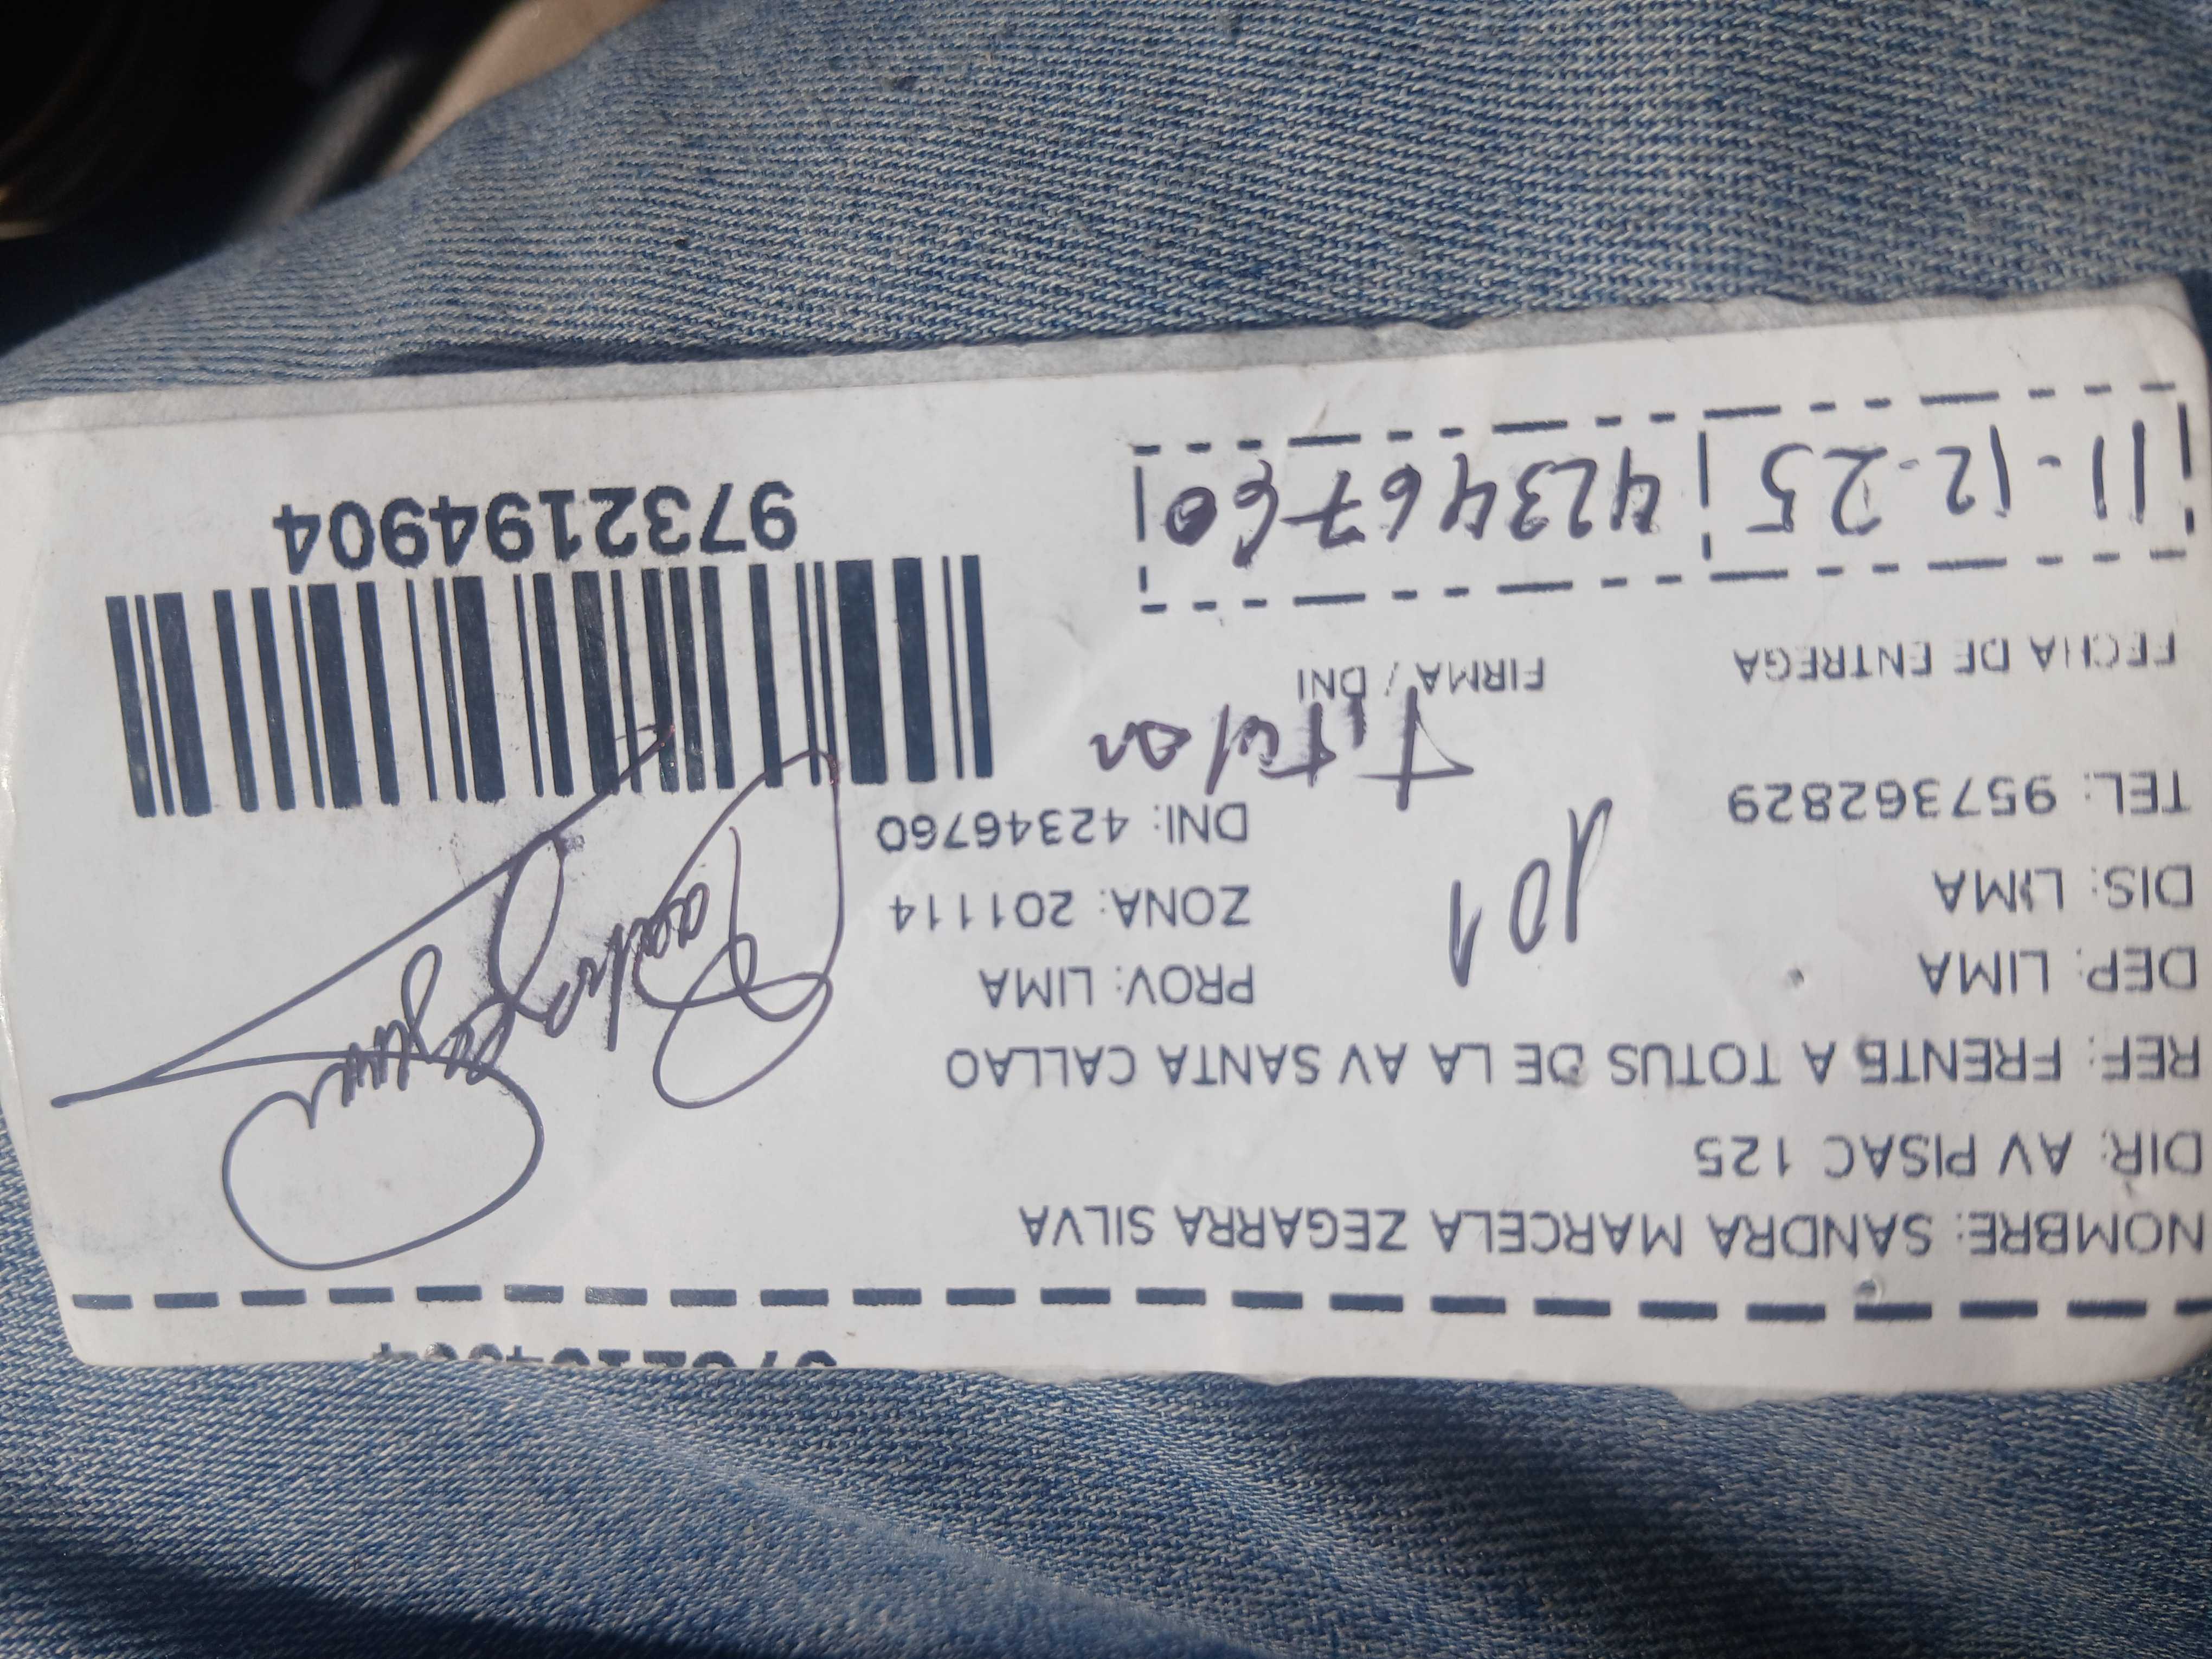 NOMBRE: SANDRA MARCELA ZEGARRA SILVA
DIR: AV PISAC 125
REF: FRENTE A TOTUS DE LA AV SANTA CALLAO
DEP: LIMA PROV: LIMA
DIS: LIMA 101 ZONA: 201114
TEL: 957362829 DNI: 42346760
Titular
FECHA DE ENTREGA FIRMA / DNI
11-12-25 42346760
9732194904